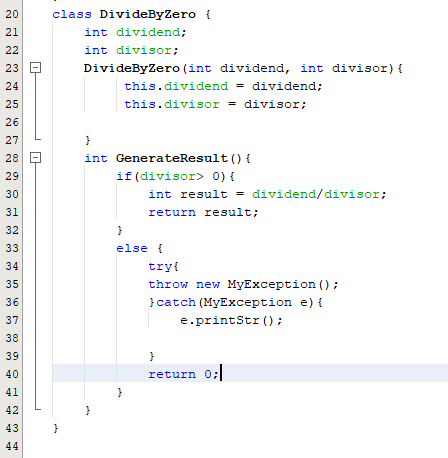 20 class DivideByZero {
21     int dividend;
22     int divisor;
23     DivideByZero(int dividend, int divisor){
24          this.dividend = dividend;
25          this.divisor = divisor;
26
27     }
28     int GenerateResult(){
29         if(divisor> 0){
30             int result = dividend/divisor;
31             return result;
32         }
33         else {
34             try{
35             throw new MyException();
36             }catch(MyException e){
37                 e.printStr();
38
39             }
40             return 0;
41         }
42     }
43 }
44